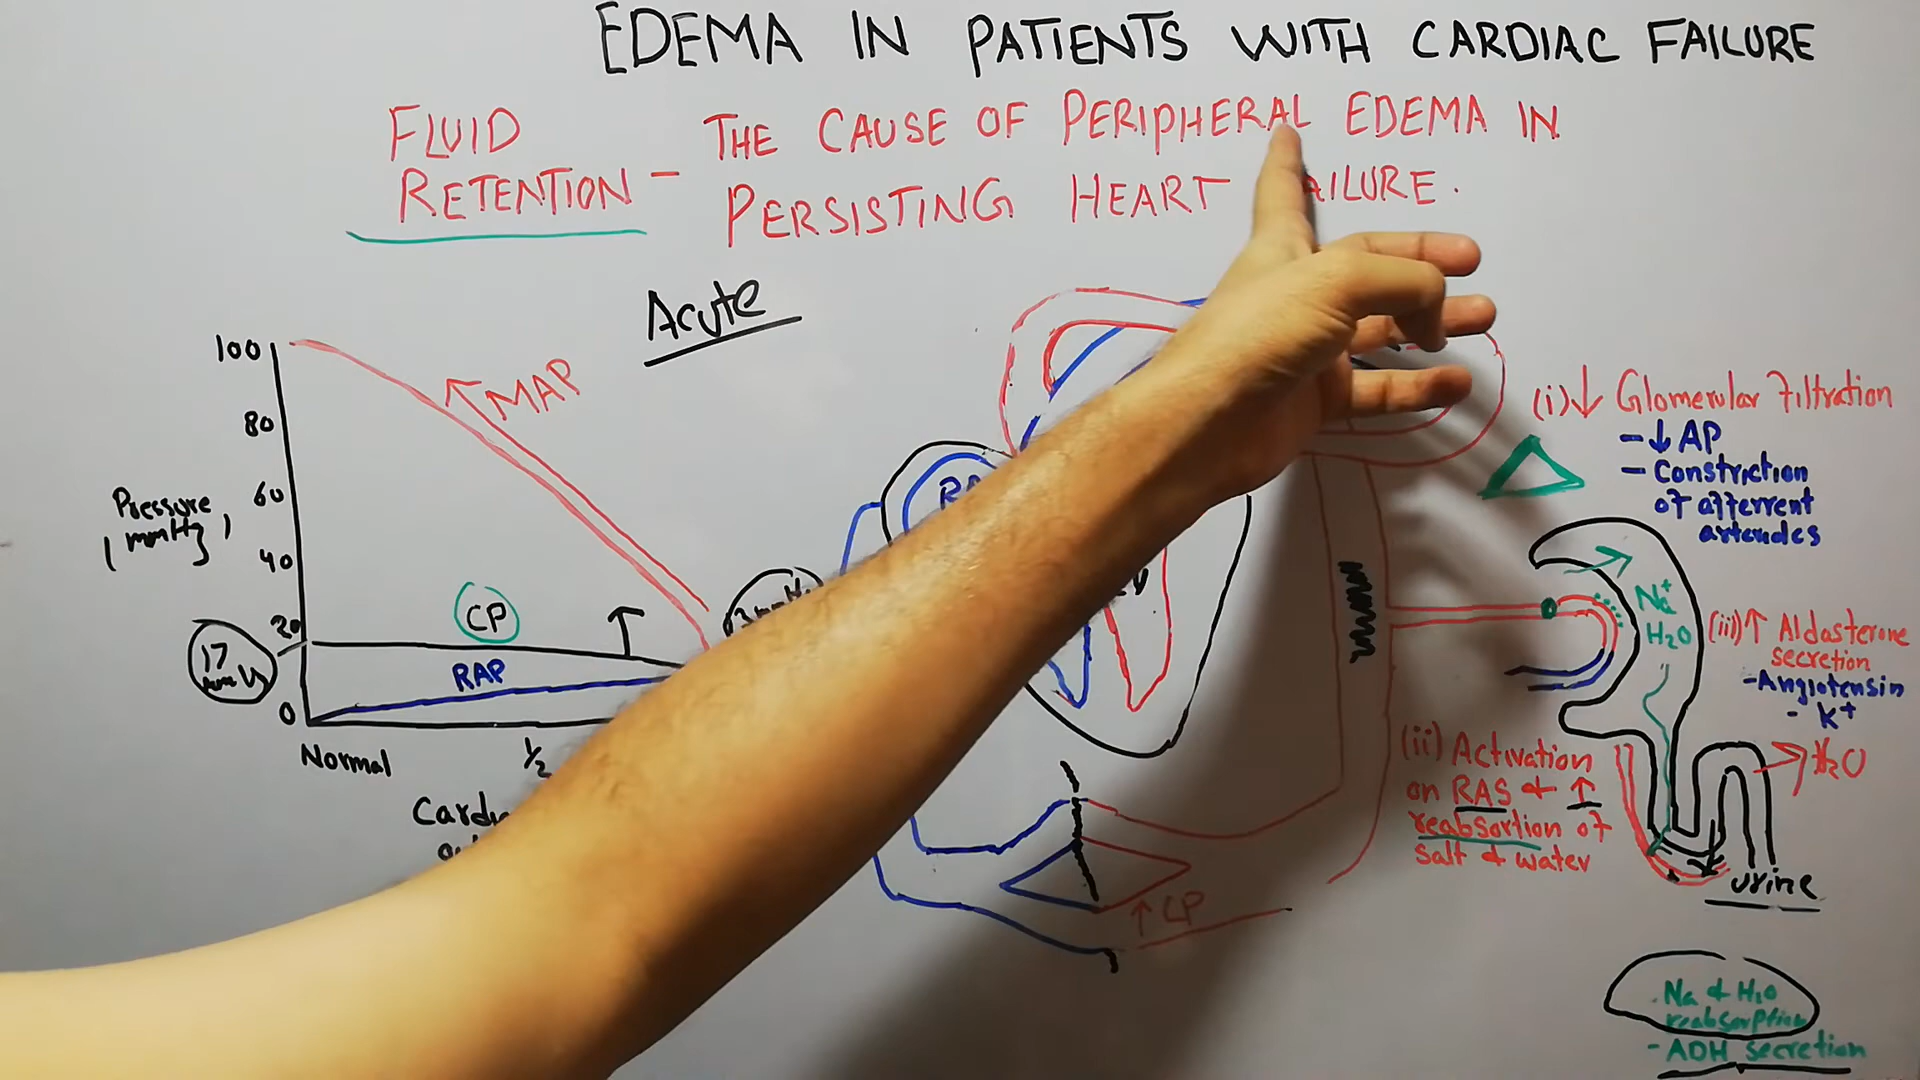 EDEMA IN PATIENTS WITH CARDIAC FAILURE
FLUID
RETENTION -
THE CAUSE OF PERIPHERAL EDEMA IN
PERSISTING HEART AILURE.
Acute
100
80
60
40
20
0
Pressure
(mmHg)
17
MAP
CP
RAP
Normal
1/2
Cardi
↑ CP
(i) ↓ Glomerular Filtration
- ↓ AP
- Constriction
of afferrent
arterioles
Na+
H2O
(iii) ↑ Aldosterone
secretion
- Angiotensin
- K+
(ii) Activation
on RAS & ↑
reabsortion of
Salt & water
H2O
urine
Na & H2O
reabsorption
- ADH secretion